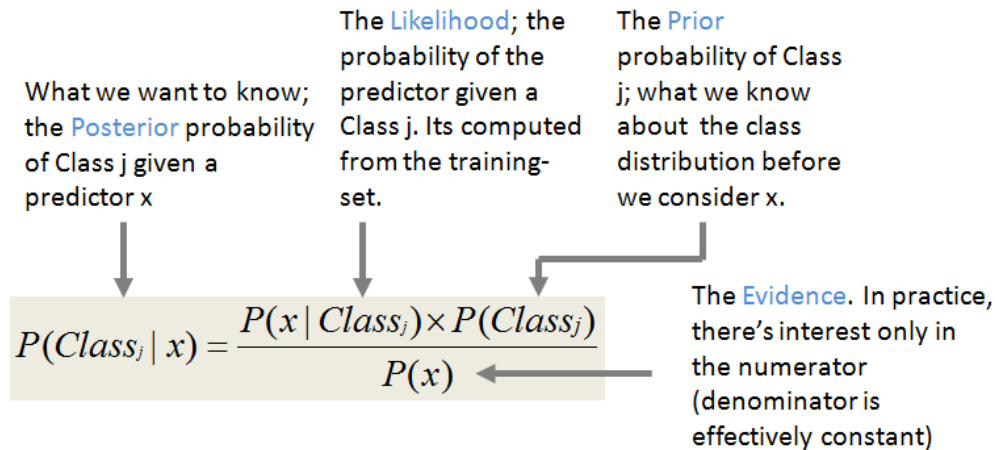 What we want to know;
the Posterior probability
of Class j given a
predictor x
The Likelihood; the
probability of the
predictor given a
Class j. Its computed
from the training-
set.
The Prior
probability of Class
j; what we know
about the class
distribution before
we consider x.
P(Class_j | x) = P(x | Class_j) × P(Class_j)
P(x)
The Evidence. In practice,
there's interest only in
the numerator
(denominator is
effectively constant)